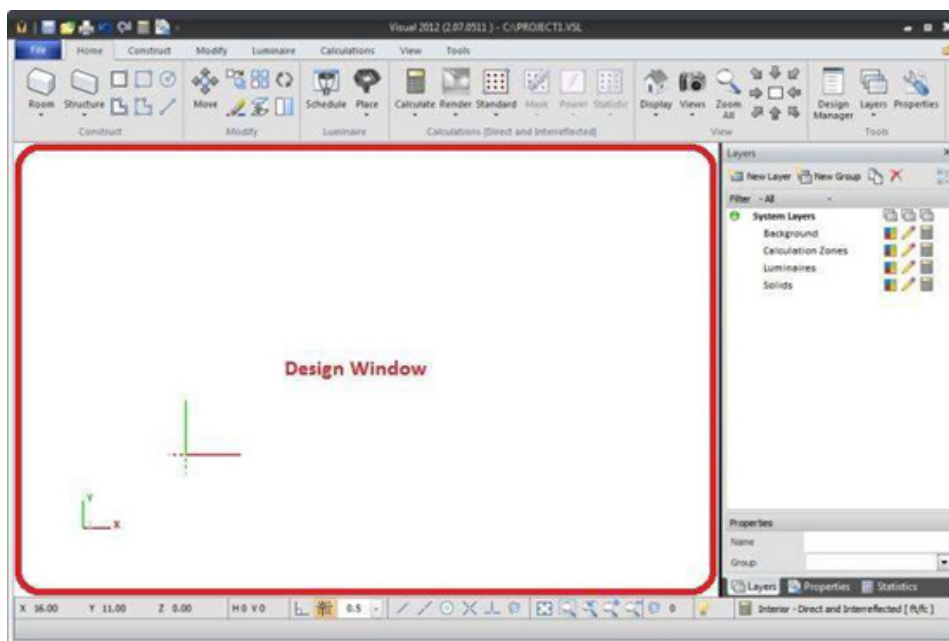 Visual 2012 (2.07.0511 ) - C:\PROJECT1.VSL
File Home Construct Modify Luminaire Calculations View Tools
Room Structure Move Schedule Place Calculate Render Standard Mask Power Statistic Display Views Zoom All Design Manager Layers Properties
Construct Modify Luminaire Calculations (Direct and Interreflected) View Tools
Layers
New Layer New Group
Filter - All
System Layers
Background
Calculation Zones
Luminaires
Solids
Design Window
Y
X
Properties
Name
Group
Layers Properties Statistics
X 16.00 Y 11.00 Z 0.00 H 0 V 0 0.5 0 Interior - Direct and Interreflected [ ft/fc ]